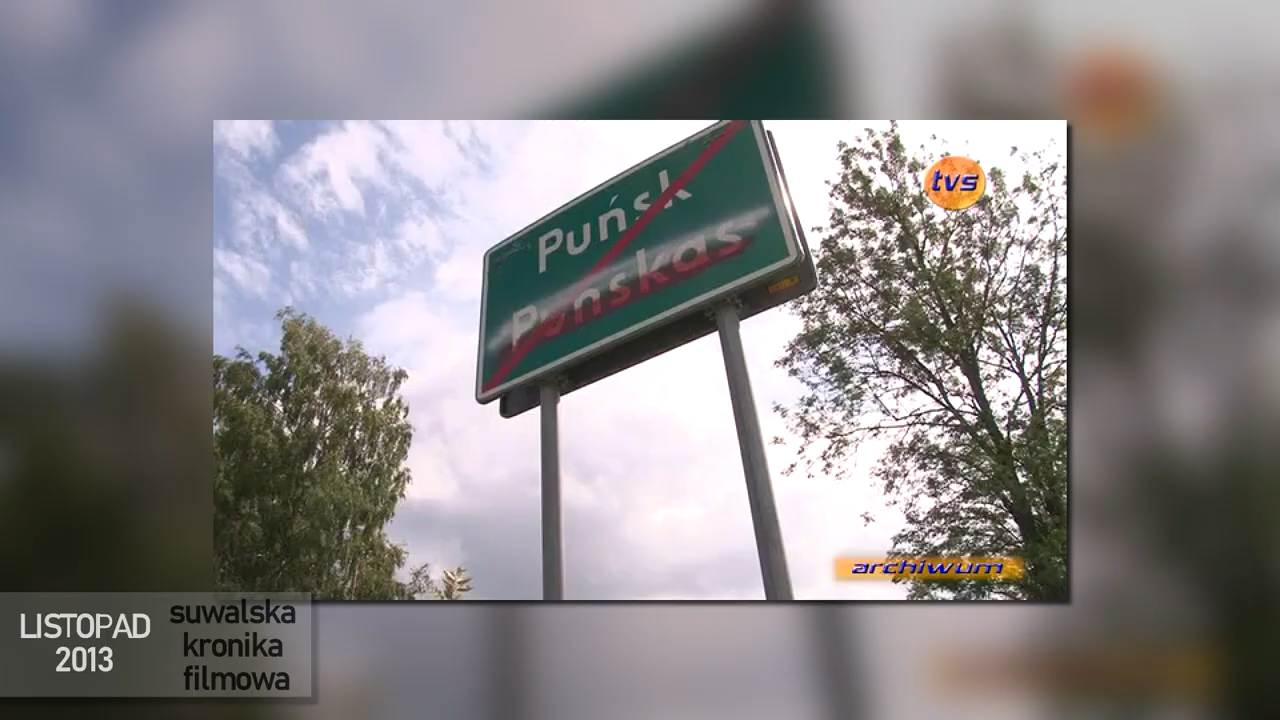 Puńsk
Punskas
tvs
archiwum
LISTOPAD
2013
suwalska
kronika
filmowa